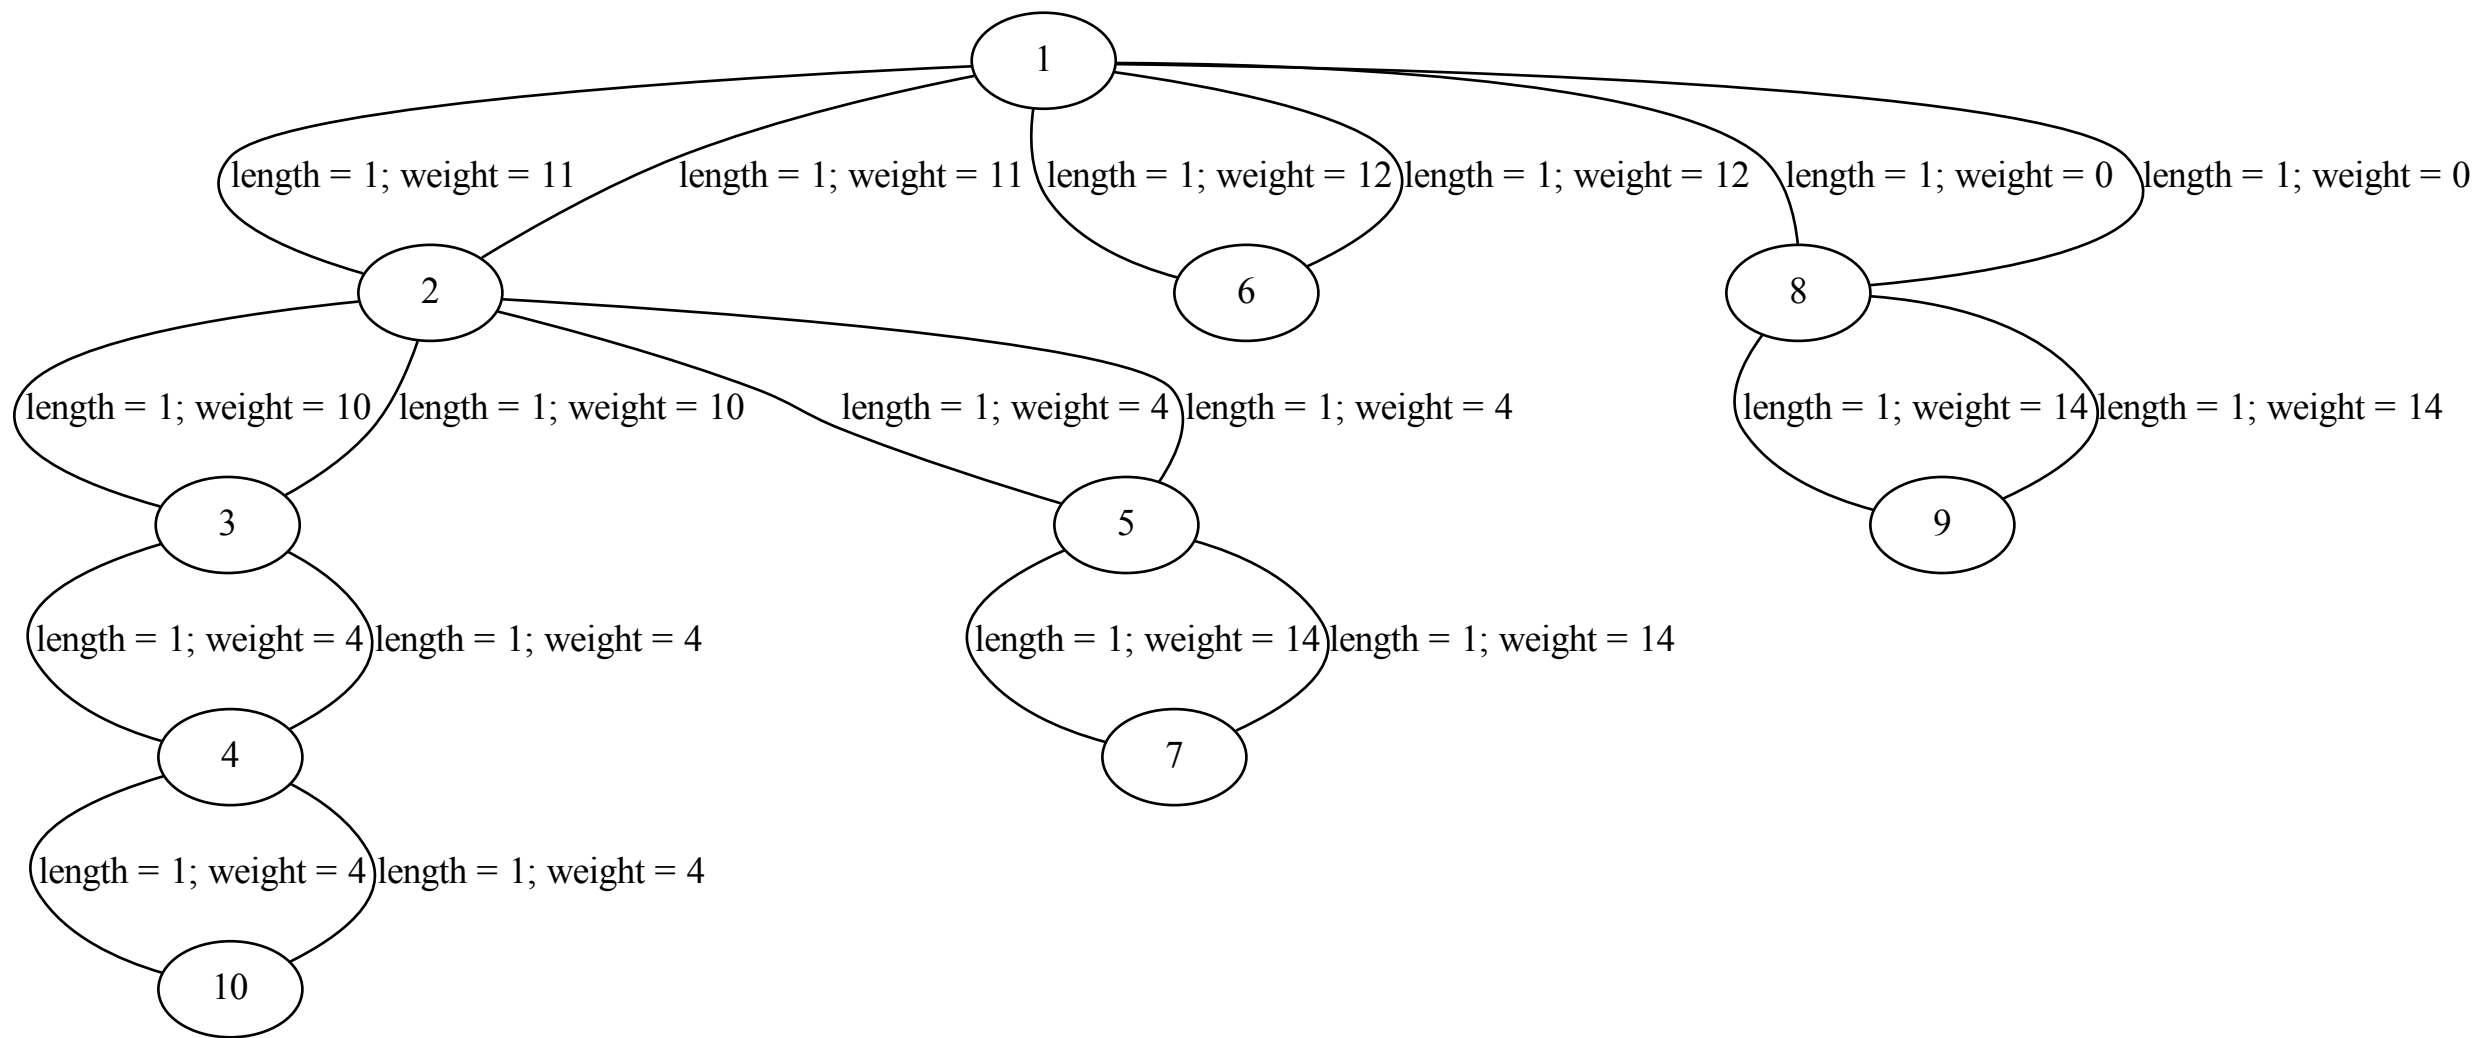 1
length = 1; weight = 11
length = 1; weight = 11
length = 1; weight = 12
length = 1; weight = 12
length = 1; weight = 0
length = 1; weight = 0
2
6
8
length = 1; weight = 10
length = 1; weight = 10
length = 1; weight = 4
length = 1; weight = 4
length = 1; weight = 14
length = 1; weight = 14
3
5
9
length = 1; weight = 4
length = 1; weight = 4
length = 1; weight = 14
length = 1; weight = 14
4
7
length = 1; weight = 4
length = 1; weight = 4
10